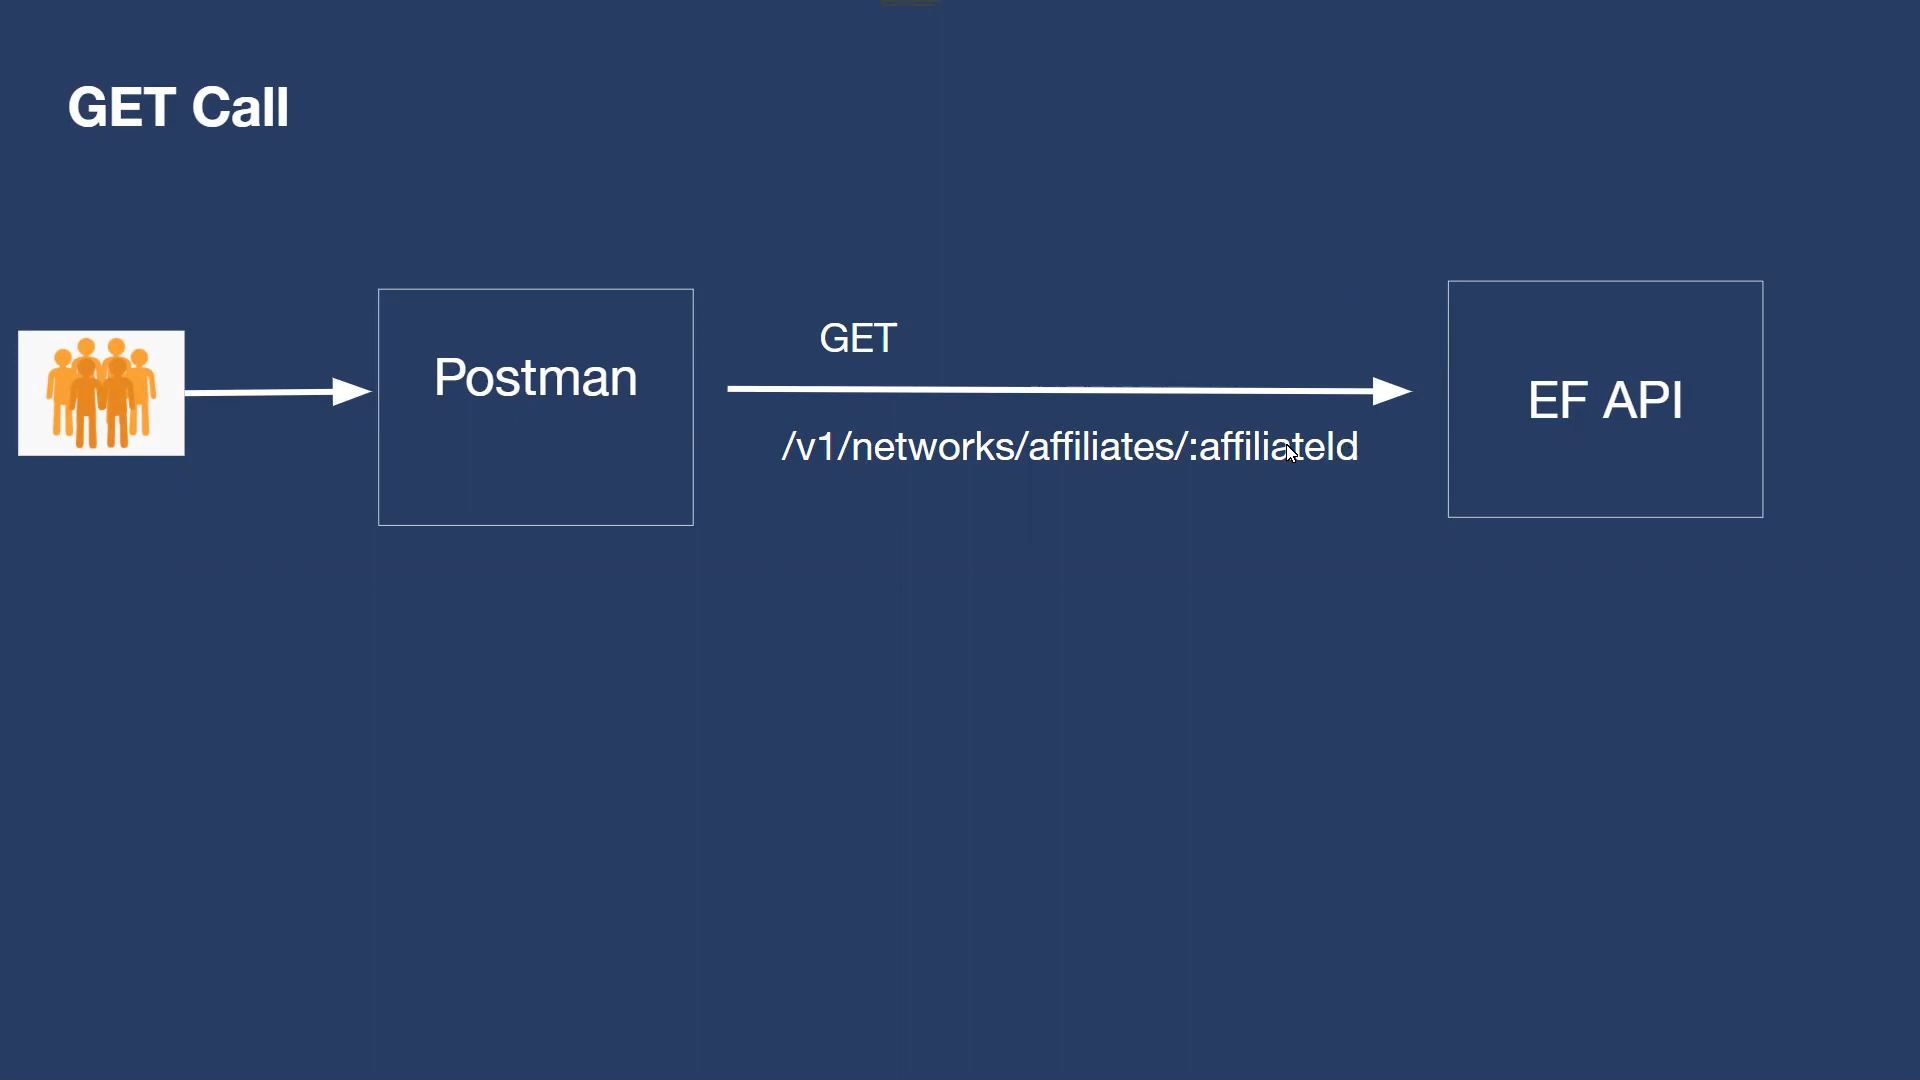 GET Call
GET
Postman
EF API
/v1/networks/affiliates/:affiliateId